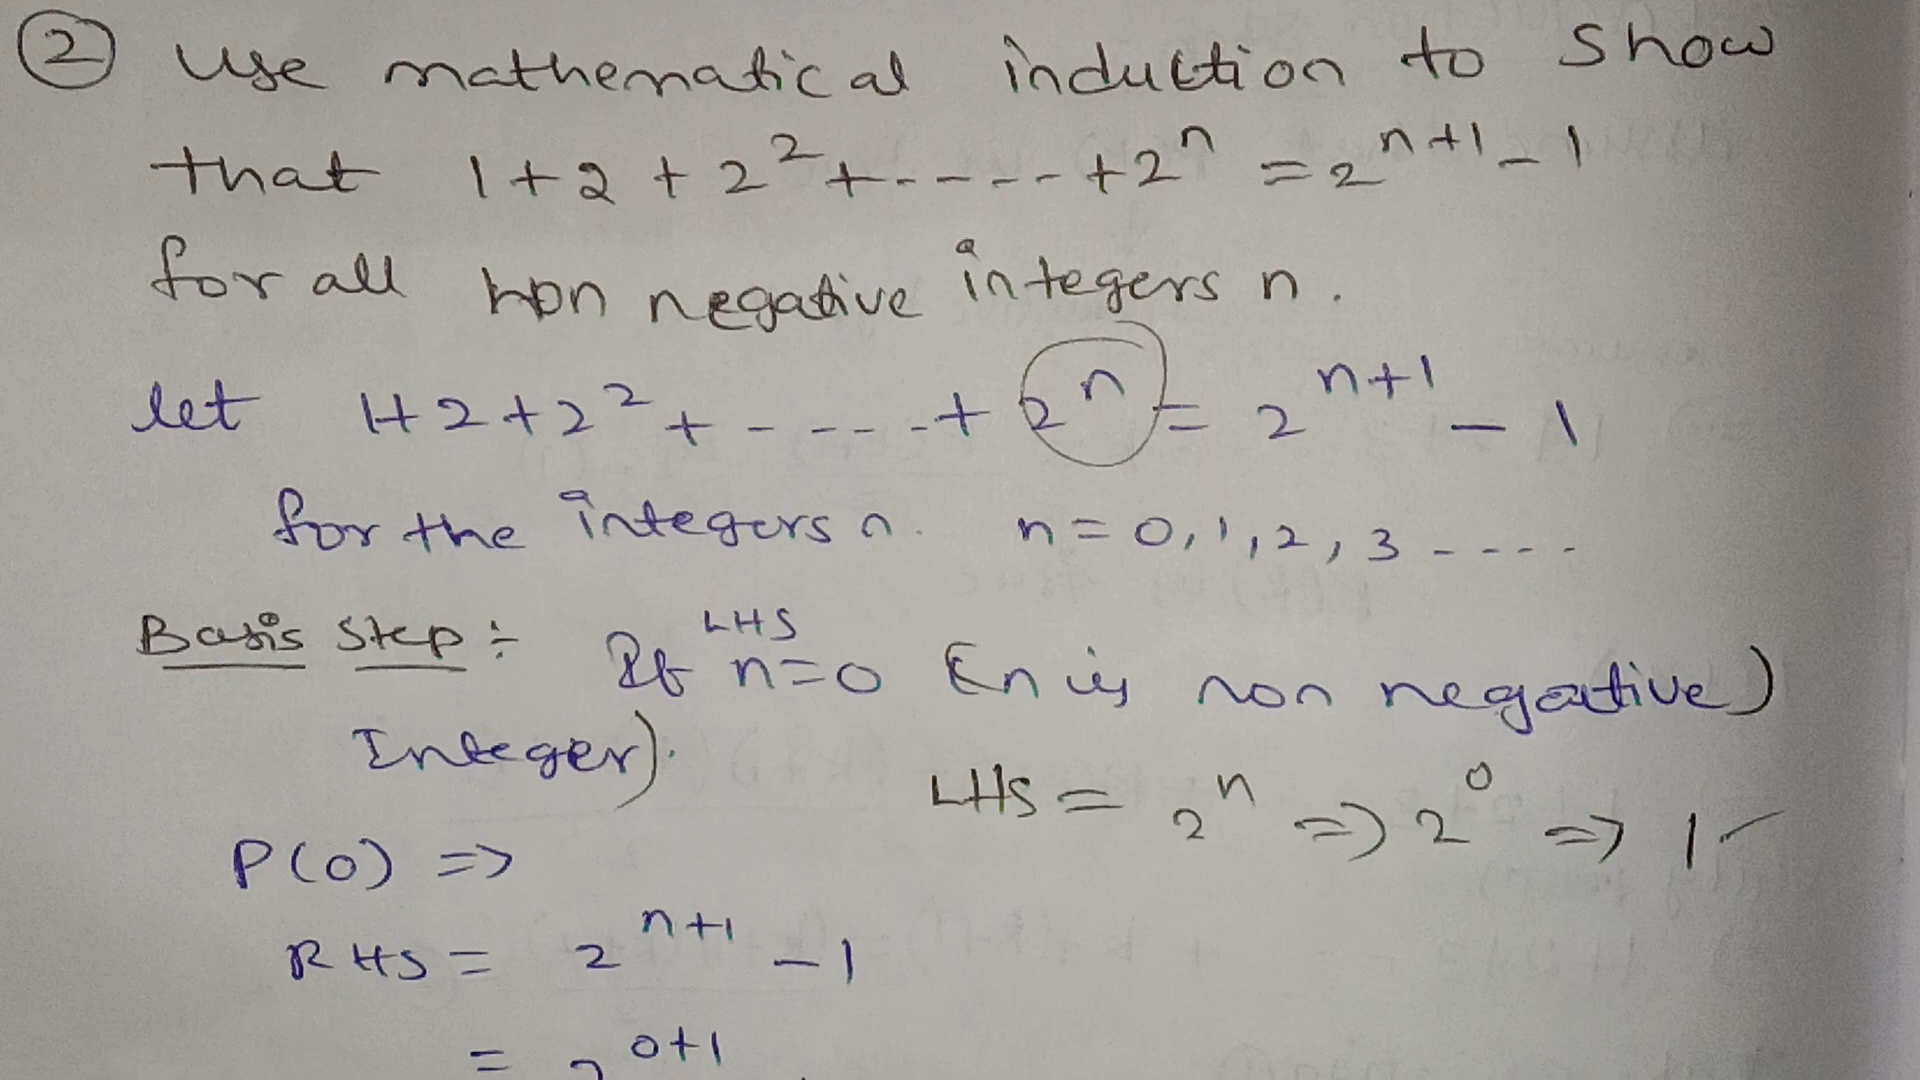 ② Use mathematical induction to show
that 1+2+2²+-----+2ⁿ = 2ⁿ⁺¹-1
for all non negative integers n.
let 1+2+2²+-----+2ⁿ = 2ⁿ⁺¹-1
for the integers n. n=0,1,2,3----
LHS
Basis Step:- If n=0 (n is non negative)
Integer).
LHS = 2ⁿ => 2⁰ => 1
P(0) =>
RHS = 2ⁿ⁺¹-1
= 2⁰⁺¹